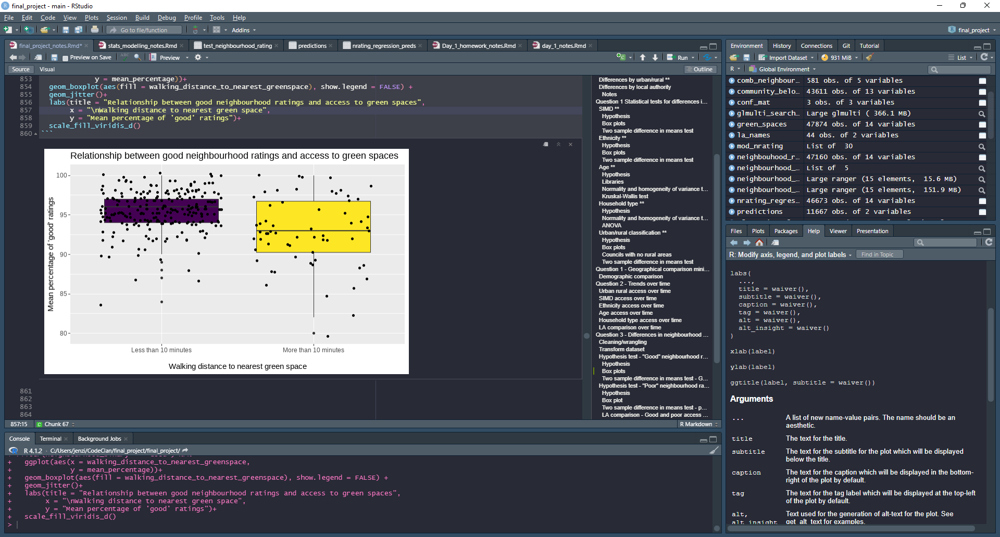 final_project - main - RStudio
File Edit Code View Plots Session Build Debug Profile Tools Help
Go to file/function Addins final_project
final_project_notes.Rmd* stats_modelling_notes.Rmd test_neighbourhood_rating predictions nrating_regression_preds Day_1_homework_notes.Rmd day_1_notes.Rmd
Preview on Save ABC Preview Run
Source Visual Outline
853 y = mean_percentage))+
854 geom_boxplot(aes(fill = walking_distance_to_nearest_greenspace), show.legend = FALSE) +
855 geom_jitter()+
856 labs(title = "Relationship between good neighbourhood ratings and access to green spaces",
857 x = "\nWalking distance to nearest green space",
858 y = "Mean percentage of 'good' ratings")+
859 scale_fill_viridis_d()
860 ```
Relationship between good neighbourhood ratings and access to green spaces
Mean percentage of 'good' ratings
100
95
90
85
80
Less than 10 minutes More than 10 minutes
Walking distance to nearest green space
861
862
863
864
857:15 C Chunk 67 R Markdown
Differences by urban/rural **
Differences by local authority
Notes
Question 1 Statistical tests for differences i...
SIMD **
Hypothesis
Box plots
Two sample difference in means test
Ethnicity **
Hypothesis
Box plots
Two sample difference in means test
Age **
Hypothesis
Libraries
Normality and homogeneity of variance t...
Kruskal-Wallis test
Household type **
Hypothesis
Normality and homogeneity of variance t...
ANOVA
Urban/rural classification **
Hypothesis
Box plots
Councils with no rural areas
Two sample difference in means test
Question 1 - Geographical comparison mini...
Demographic comparison
Question 2 - Trends over time
Urban rural access over time
SIMD access over time
Ethnicity access over time
Age access over time
Household type access over time
LA comparison over time
Question 3 - Differences in neighbourhood ...
Cleaning/wrangling
Transform dataset
Hypothesis test - "Good" neighbourhood r...
Hypothesis
Box plots
Two sample difference in means test - G...
Hypothesis test - "Poor" neighbourhood ra...
Hypothesis
Box plot
Two sample difference in means test - p...
LA comparison - Good and poor access ...
Console Terminal Background Jobs
R 4.1.2 · C:/Users/jenzi/CodeClan/final_project/final_project/
+ ggplot(aes(x = walking_distance_to_nearest_greenspace,
+ y = mean_percentage))+
+ geom_boxplot(aes(fill = walking_distance_to_nearest_greenspace), show.legend = FALSE) +
+ geom_jitter()+
+ labs(title = "Relationship between good neighbourhood ratings and access to green spaces",
+ x = "\nWalking distance to nearest green space",
+ y = "Mean percentage of 'good' ratings")+
+ scale_fill_viridis_d()
>
Environment History Connections Git Tutorial
Import Dataset 931 MiB List
R Global Environment
comb_neighbour... 581 obs. of 5 variables
community_belo... 43611 obs. of 13 variables
conf_mat 3 obs. of 3 variables
glmulti_search... Large glmulti ( 366.1 MB)
green_spaces 47874 obs. of 14 variables
la_names 44 obs. of 2 variables
mod_nrating List of 30
neighbouhood_r... 47160 obs. of 14 variables
neighbourhood_... List of 5
neighbourhood_... Large ranger (15 elements, 15.6 MB)
neighbourhood_... Large ranger (15 elements, 151.9 MB)
nrating_regres... 46673 obs. of 14 variables
predictions 11667 obs. of 2 variables
Files Plots Packages Help Viewer Presentation
R: Modify axis, legend, and plot labels Find in Topic
labs(
...,
title = waiver(),
subtitle = waiver(),
caption = waiver(),
tag = waiver(),
alt = waiver(),
alt_insight = waiver()
)
xlab(label)
ylab(label)
ggtitle(label, subtitle = waiver())
Arguments
... A list of new name-value pairs. The name should be an
aesthetic.
title The text for the title.
subtitle The text for the subtitle for the plot which will be displayed
below the title.
caption The text for the caption which will be displayed in the bottom-
right of the plot by default.
tag The text for the tag label which will be displayed at the top-left
of the plot by default.
alt, Text used for the generation of alt-text for the plot. See
alt_insight get_alt_text for examples.